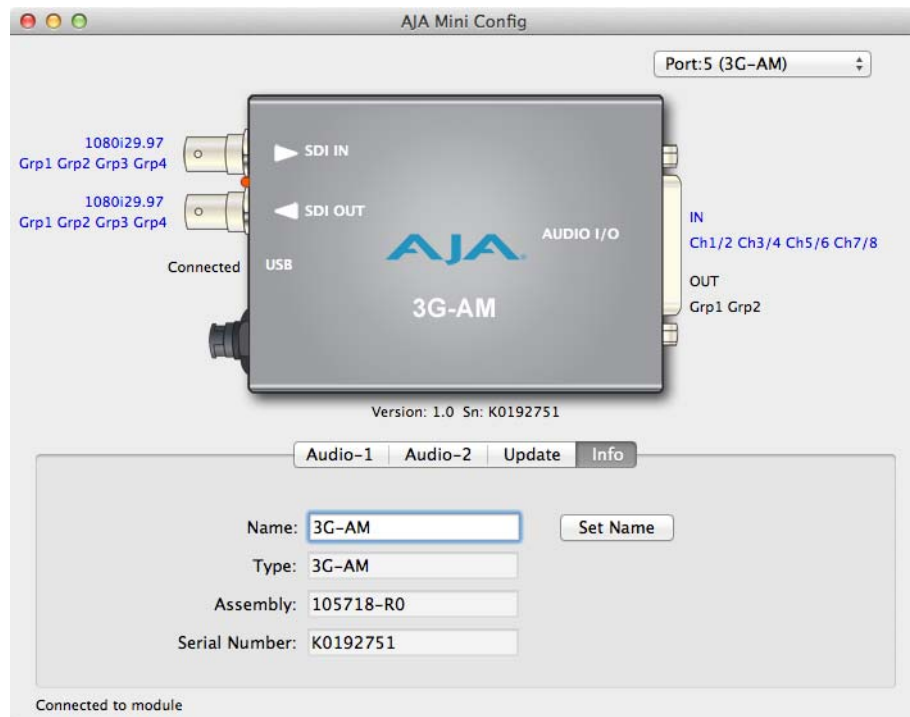 AJA Mini Config
Port:5 (3G-AM)
1080i29.97
Grp1 Grp2 Grp3 Grp4
SDI IN
1080i29.97
Grp1 Grp2 Grp3 Grp4
SDI OUT
Connected
USB
AJA
3G-AM
AUDIO I/O
IN
Ch1/2 Ch3/4 Ch5/6 Ch7/8
OUT
Grp1 Grp2
Version: 1.0 Sn: K0192751
Audio-1 Audio-2 Update Info
Name: 3G-AM Set Name
Type: 3G-AM
Assembly: 105718-R0
Serial Number: K0192751
Connected to module